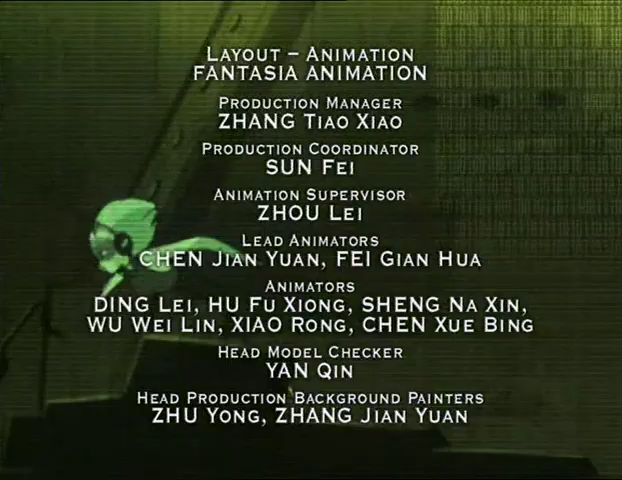 Layout – Animation
FANTASIA ANIMATION
Production Manager
ZHANG Tiao Xiao
Production Coordinator
SUN Fei
Animation Supervisor
ZHOU Lei
Lead Animators
CHEN Jian Yuan, FEI Gian Hua
Animators
DING Lei, HU Fu Xiong, SHENG Na Xin,
WU Wei Lin, XIAO Rong, CHEN Xue Bing
Head Model Checker
YAN Qin
Head Production Background Painters
ZHU Yong, ZHANG Jian Yuan